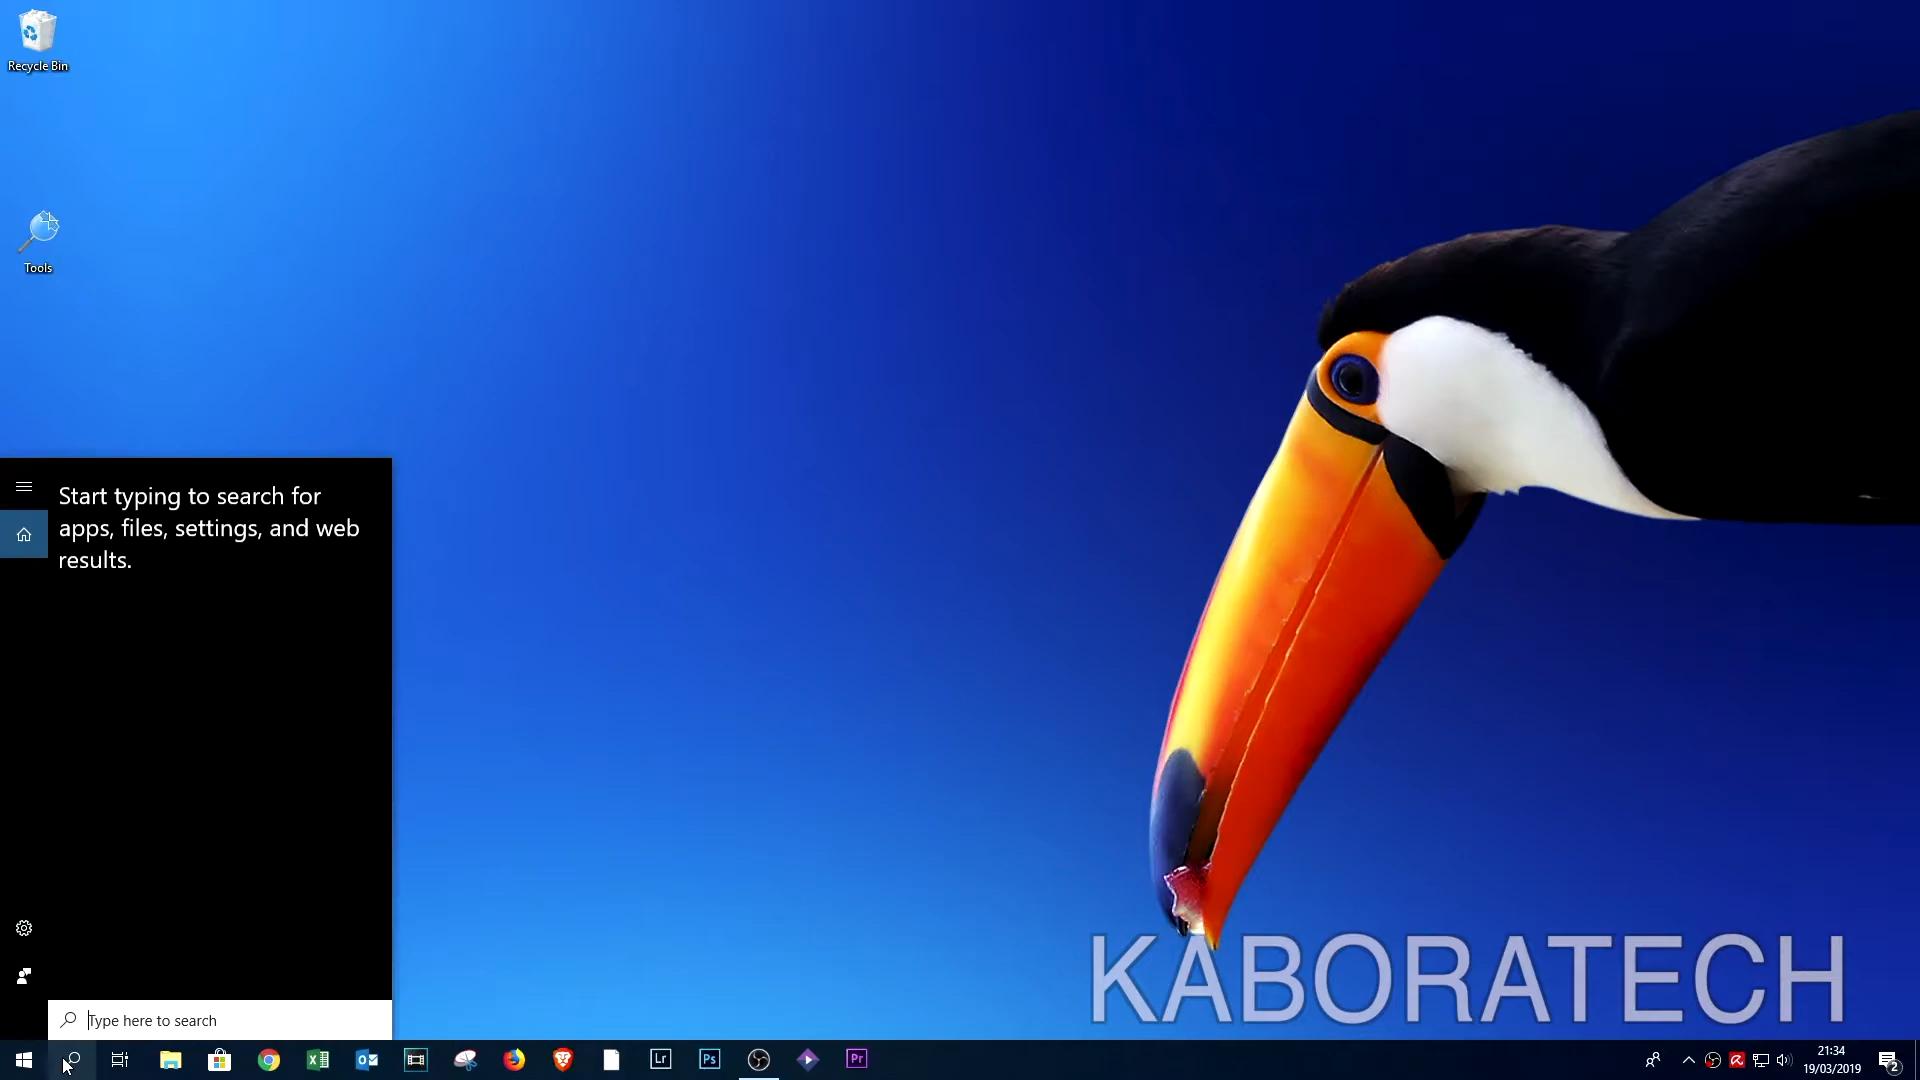 Recycle Bin
Tools
Start typing to search for
apps, files, settings, and web
results.
Type here to search
KABORATECH
Lr
Ps
Pr
21:34
19/03/2019
2